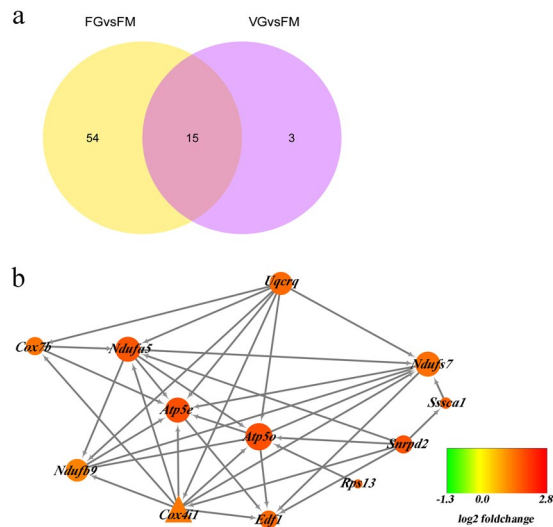 a
FGvsFM VGvsFM
54 15 3
b
Uqcrq
Cox7b Ndufa5
Ndufs7
Sssca1
Atp5e
Atp5o Snrpd2
Ndufb9 Rps13
Cox4i1 Edf1
-1.3 0.0 2.8
log2 foldchange